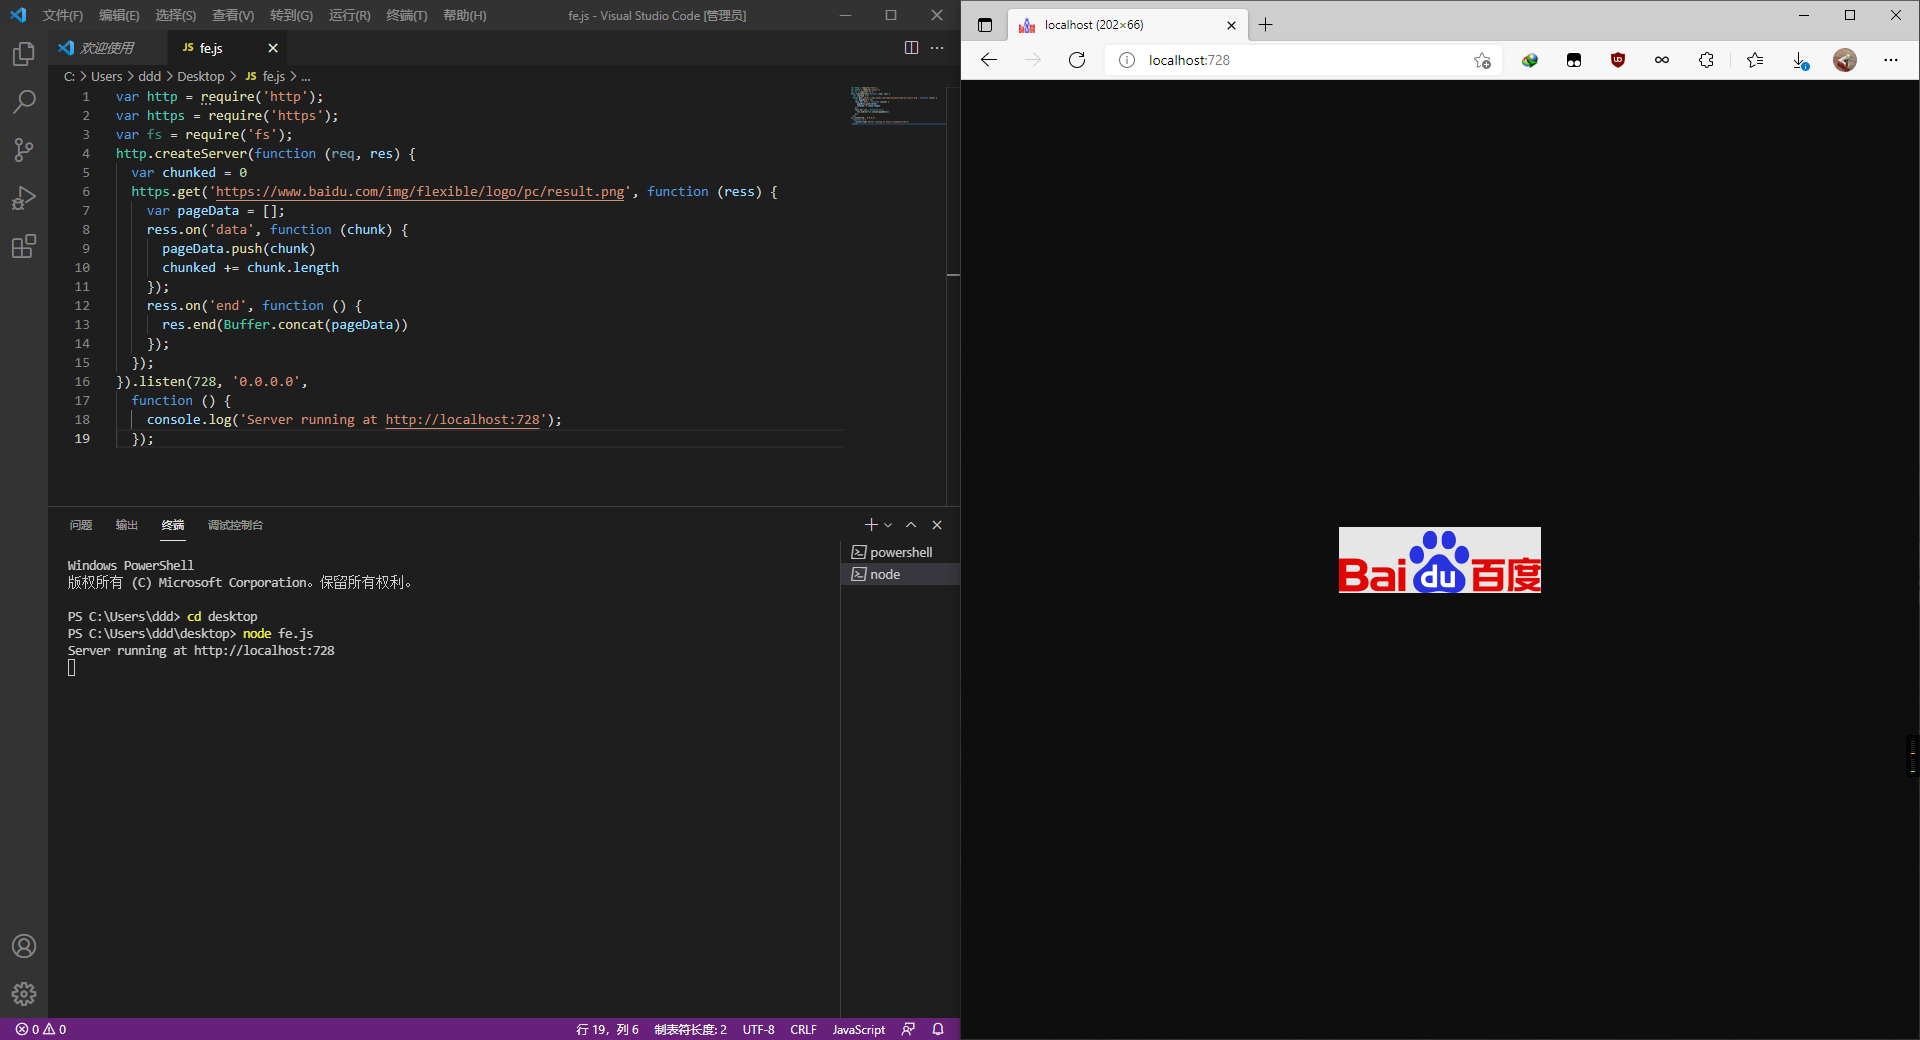 文件(F) 编辑(E) 选择(S) 查看(V) 转到(G) 运行(R) 终端(T) 帮助(H) fe.js - Visual Studio Code [管理员]
欢迎使用 JS fe.js
C: > Users > ddd > Desktop > JS fe.js > ...
1 var http = require('http');
2 var https = require('https');
3 var fs = require('fs');
4 http.createServer(function (req, res) {
5 var chunked = 0
6 https.get('https://www.baidu.com/img/flexible/logo/pc/result.png', function (ress) {
7 var pageData = [];
8 ress.on('data', function (chunk) {
9 pageData.push(chunk)
10 chunked += chunk.length
11 });
12 ress.on('end', function () {
13 res.end(Buffer.concat(pageData))
14 });
15 });
16 }).listen(728, '0.0.0.0',
17 function () {
18 console.log('Server running at http://localhost:728');
19 });
问题 输出 终端 调试控制台
powershell
node
Windows PowerShell
版权所有 (C) Microsoft Corporation。保留所有权利。
PS C:\Users\ddd> cd desktop
PS C:\Users\ddd\desktop> node fe.js
Server running at http://localhost:728
0 0 行 19，列 6 制表符长度: 2 UTF-8 CRLF JavaScript
localhost (202×66)
localhost:728
Bai du 百度